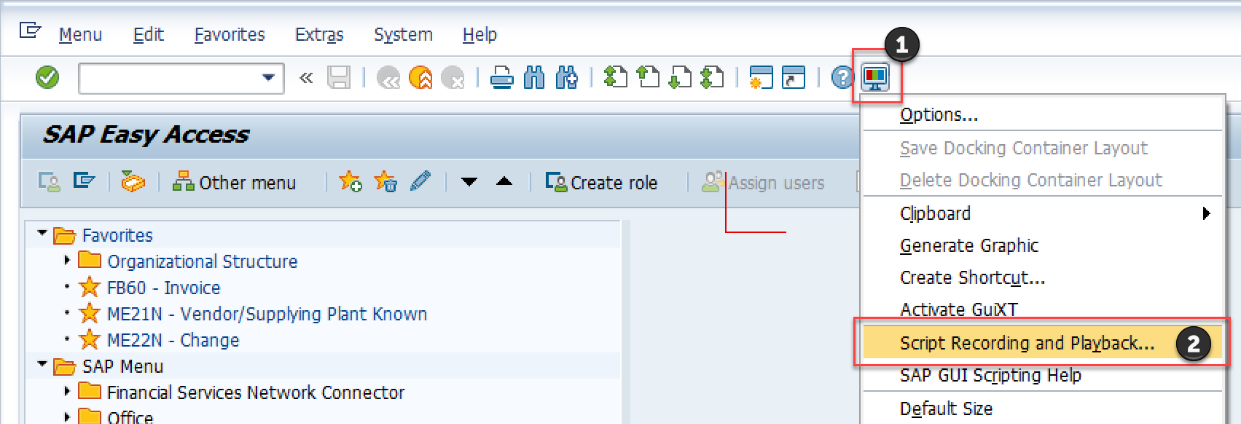 Menu Edit Favorites Extras System Help
1
SAP Easy Access
Other menu Create role Assign users
Options...
Save Docking Container Layout
Delete Docking Container Layout
Clipboard
Generate Graphic
Create Shortcut...
Activate GuiXT
Script Recording and Playback... 2
SAP GUI Scripting Help
Default Size
Favorites
Organizational Structure
FB60 - Invoice
ME21N - Vendor/Supplying Plant Known
ME22N - Change
SAP Menu
Financial Services Network Connector
Office